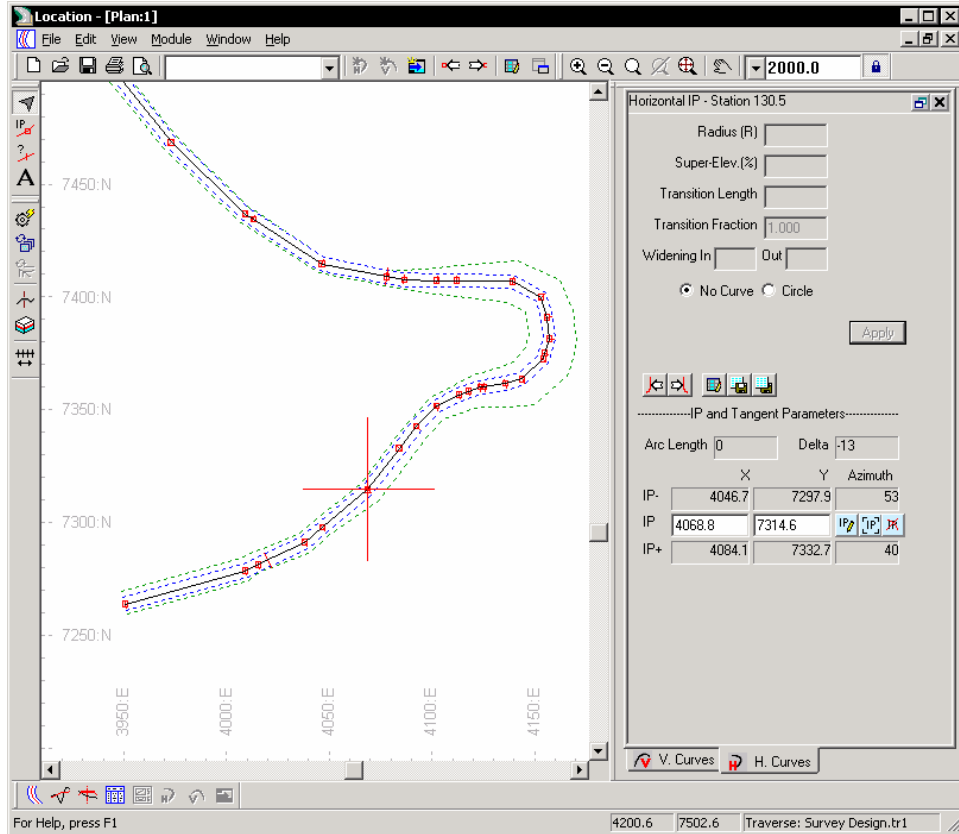 Location - [Plan:1]
File Edit View Module Window Help
2000.0
IP
?
A
7450:N
7400:N
7350:N
7300:N
7250:N
3950:E
4000:E
4050:E
4100:E
4150:E
Horizontal IP - Station 130.5
Radius (R)
Super-Elev.(%)
Transition Length
Transition Fraction 1.000
Widening In Out
No Curve Circle
Apply
IP and Tangent Parameters
Arc Length 0 Delta -13
X Y Azimuth
IP- 4046.7 7297.9 53
IP 4068.8 7314.6 IP [IP] IP
IP+ 4084.1 7332.7 40
V. Curves H. Curves
For Help, press F1 4200.6 7502.6 Traverse: Survey Design.tr1